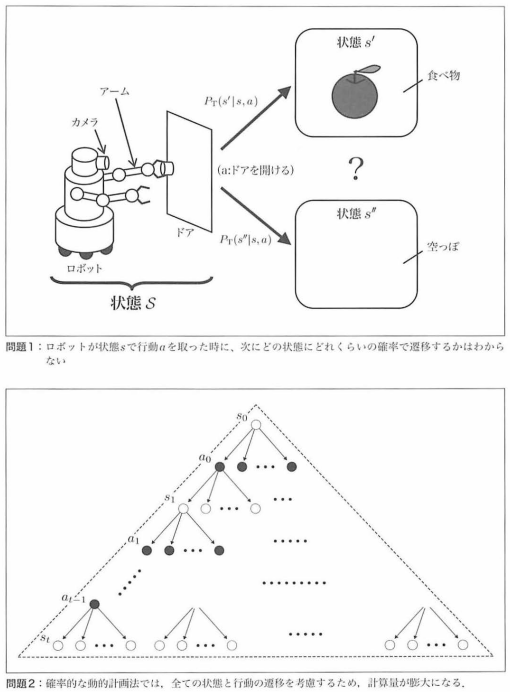 状態 s′
食べ物
アーム
P_T(s′|s, a)
カメラ
(a:ドアを開ける)
?
状態 s″
ドア
P_T(s″|s, a)
空っぽ
ロボット
状態 S
問題1：ロボットが状態sで行動aを取った時に、次にどの状態にどれくらいの確率で遷移するかはわから
ない
s₀
a₀
s₁
a₁
aₜ₋₁
sₜ
問題2：確率的な動的計画法では，全ての状態と行動の遷移を考慮するため，計算量が膨大になる．